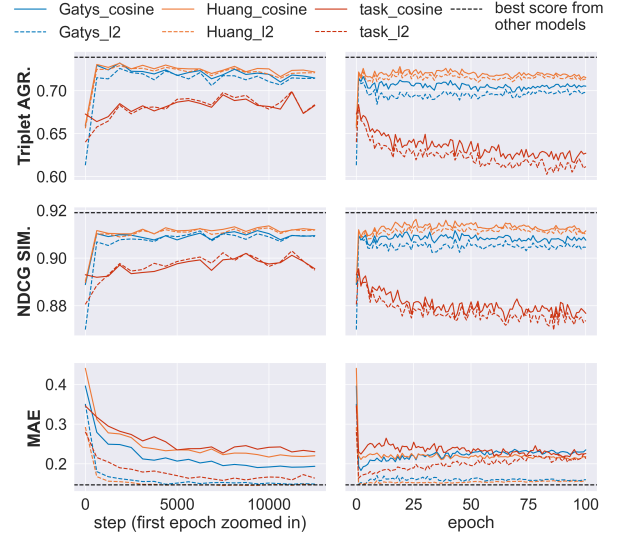 Gatys_cosine Huang_cosine task_cosine best score from
Gatys_l2 Huang_l2 task_l2 other models
Triplet AGR.
0.70
0.65
0.60
NDCG SIM.
0.92
0.90
0.88
MAE
0.4
0.3
0.2
0 5000 10000 0 25 50 75 100
step (first epoch zoomed in) epoch